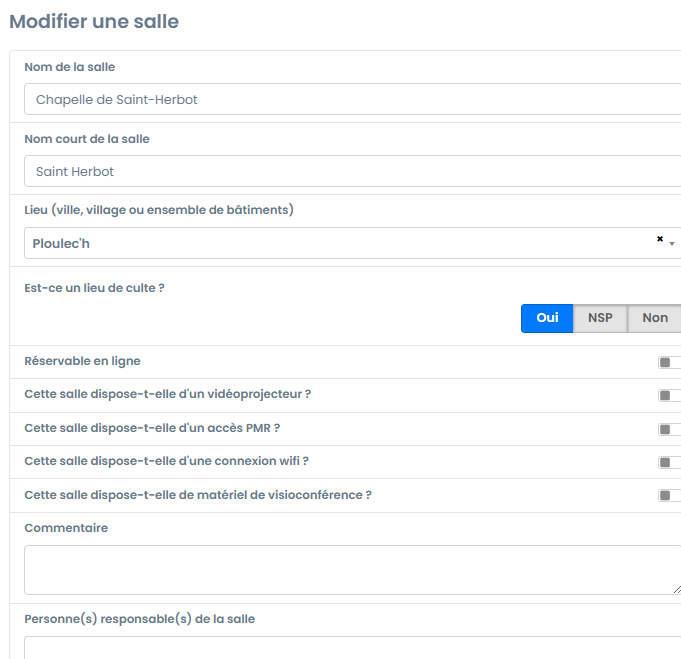 Modifier une salle
Nom de la salle
Chapelle de Saint-Herbot
Nom court de la salle
Saint Herbot
Lieu (ville, village ou ensemble de bâtiments)
Ploulec'h
Est-ce un lieu de culte ?
Oui NSP Non
Réservable en ligne
Cette salle dispose-t-elle d'un vidéoprojecteur ?
Cette salle dispose-t-elle d'un accès PMR ?
Cette salle dispose-t-elle d'une connexion wifi ?
Cette salle dispose-t-elle de matériel de visioconférence ?
Commentaire
Personne(s) responsable(s) de la salle